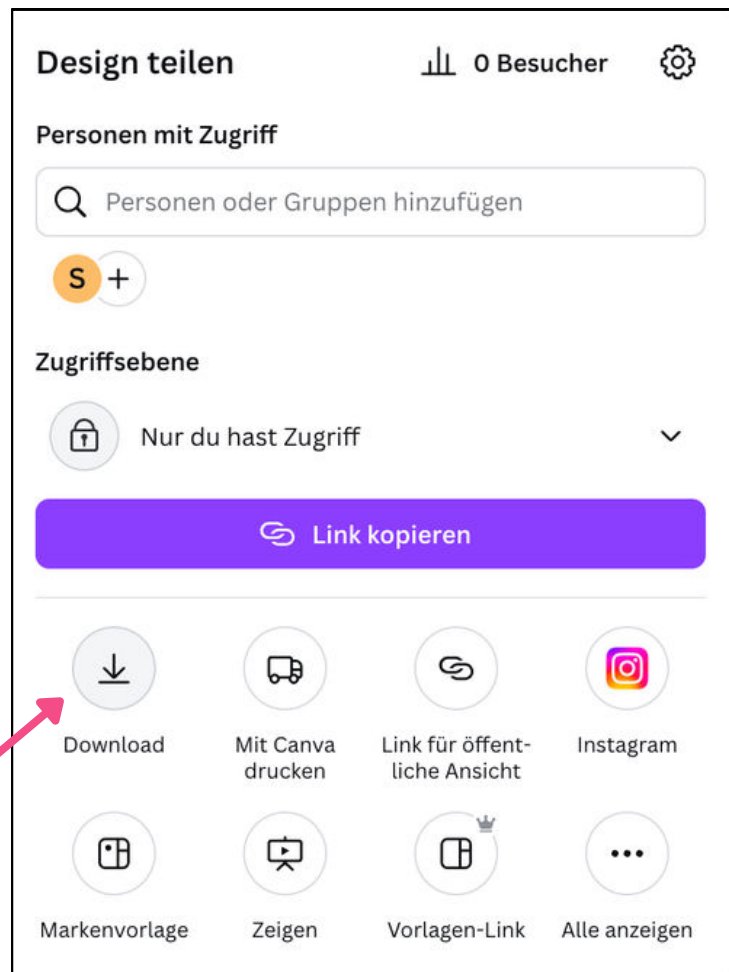 Design teilen
0 Besucher
Personen mit Zugriff
Personen oder Gruppen hinzufügen
S +
Zugriffsebene
Nur du hast Zugriff
Link kopieren
Download
Mit Canva
drucken
Link für öffent-
liche Ansicht
Instagram
Markenvorlage
Zeigen
Vorlagen-Link
Alle anzeigen